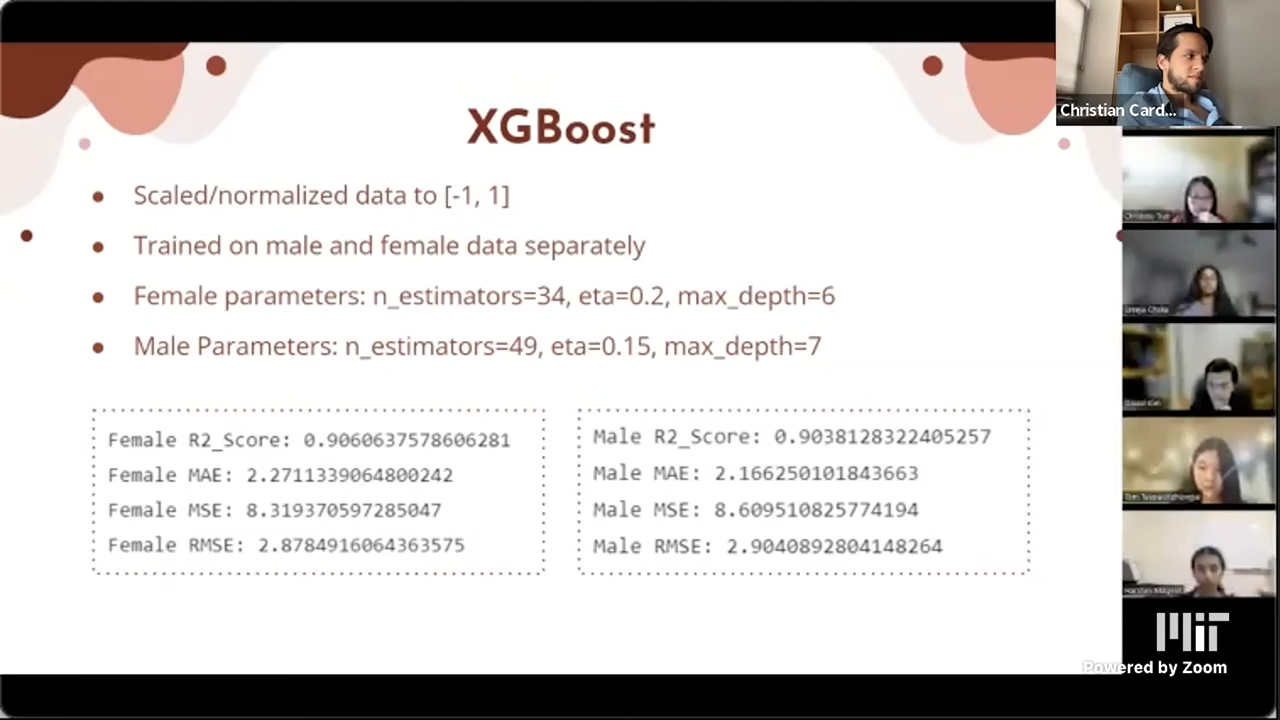 XGBoost
Scaled/normalized data to [-1, 1]
Trained on male and female data separately
Female parameters: n_estimators=34, eta=0.2, max_depth=6
Male Parameters: n_estimators=49, eta=0.15, max_depth=7
Female R2_Score: 0.9060637578606281
Female MAE: 2.2711339064800242
Female MSE: 8.319370597285047
Female RMSE: 2.8784916064363575
Male R2_Score: 0.9038128322405257
Male MAE: 2.166250101843663
Male MSE: 8.609510825774194
Male RMSE: 2.9040892804148264
Christian Card...
MIT
Powered by Zoom